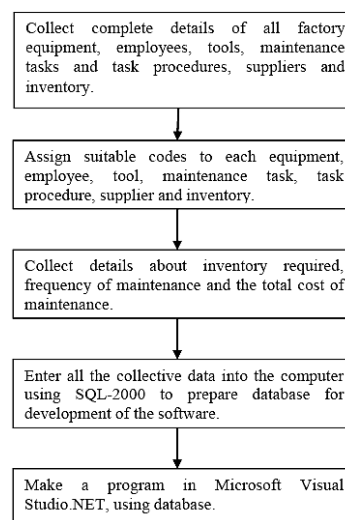 Collect complete details of all factory
equipment, employees, tools, maintenance
tasks and task procedures, suppliers and
inventory.
Assign suitable codes to each equipment,
employee, tool, maintenance task, task
procedure, supplier and inventory.
Collect details about inventory required,
frequency of maintenance and the total cost of
maintenance.
Enter all the collective data into the computer
using SQL-2000 to prepare database for
development of the software.
Make a program in Microsoft Visual
Studio.NET, using database.